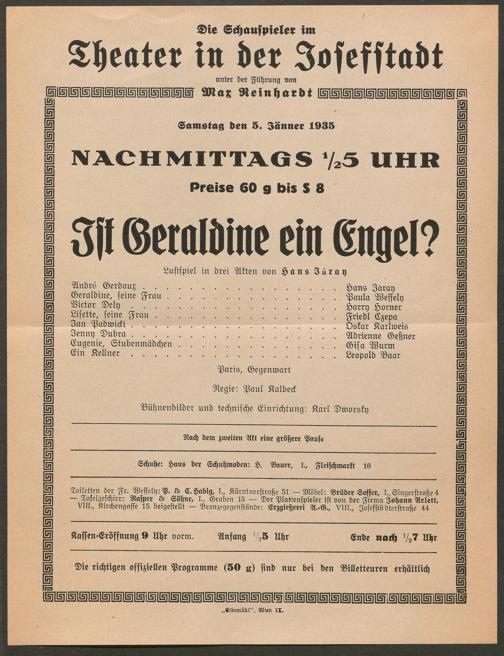 Die Schauspieler im
Theater in der Josefstadt
unter der Führung von
Max Reinhardt
Samstag den 5. Jänner 1935
NACHMITTAGS ½5 UHR
Preise 60 g bis S 8
Ist Geraldine ein Engel?
Lustspiel in drei Akten von Hans Járay
André Gerdaux . . . . . . . . . . . . . . . . Hans Jaray
Geraldine, seine Frau . . . . . . . . . . . . . . . . Paula Wessely
Victor Dely . . . . . . . . . . . . . . . . Harry Horner
Lisette, seine Frau . . . . . . . . . . . . . . . . Friedl Czepa
Jan Padwicki . . . . . . . . . . . . . . . . Oskar Karlweis
Jenny Dubra . . . . . . . . . . . . . . . . Adrienne Geßner
Eugenie, Stubenmädchen . . . . . . . . . . . . . . . . Gisa Wurm
Ein Kellner . . . . . . . . . . . . . . . . Leopold Baar
Paris, Gegenwart
Regie: Paul Kalbeck
Bühnenbilder und technische Einrichtung: Karl Dworsky
Nach dem zweiten Akt eine größere Pause
Schuhe: Haus der Schuhmoden: H. Bauer, I., Fleischmarkt 10
Toiletten der Fr. Wessely: P. & C. Habig, I., Kärntnerstraße 51 — Möbel: Brüder Soffer, I., Singerstraße 4
— Tafelgeschirr: Rasper & Söhne, I., Graben 15 — Der Plattenspieler ist von der Firma Johann Arlett,
VIII., Kirchengasse 15 beigestellt — Bronzegegenstände: Erzgießerei A.-G., VIII., Josefstädterstraße 44
Kassen-Eröffnung 9 Uhr vorm. Anfang ½5 Uhr Ende nach ½7 Uhr
Die richtigen offiziellen Programme (50 g) sind nur bei den Billetteuren erhältlich
„Elbemühl", Wien IX.